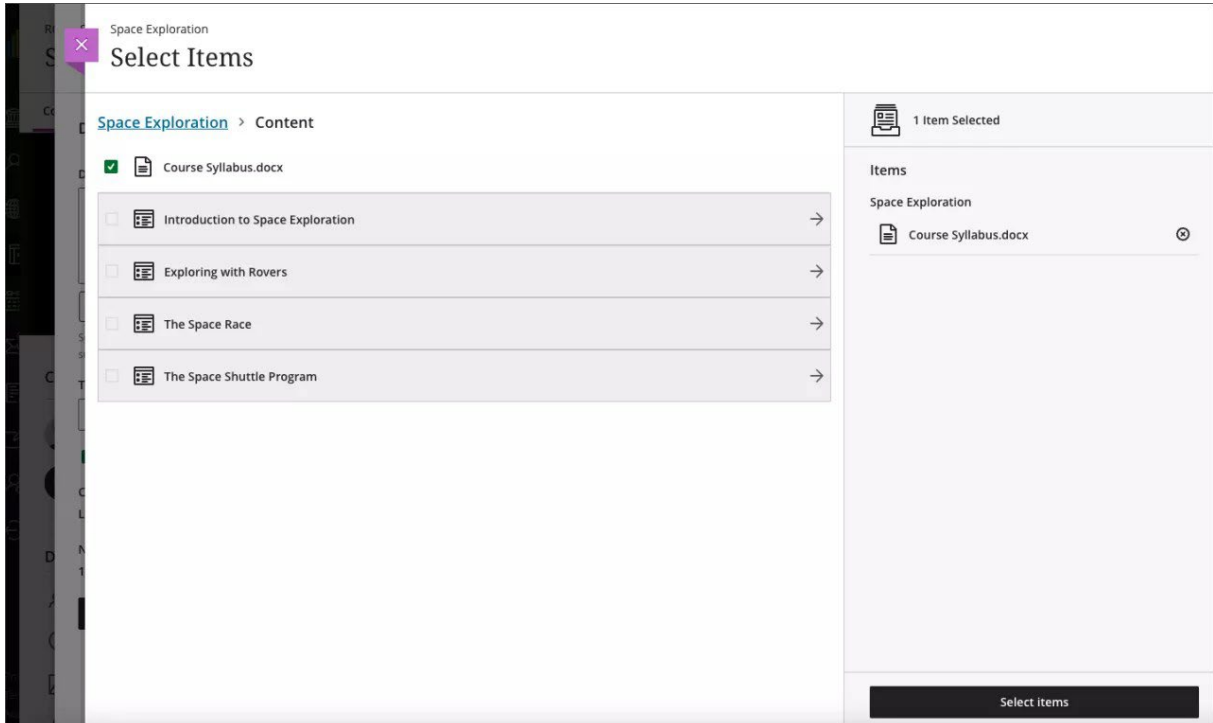 Space Exploration
Select Items
Space Exploration > Content
Course Syllabus.docx
Introduction to Space Exploration
Exploring with Rovers
The Space Race
The Space Shuttle Program
1 Item Selected
Items
Space Exploration
Course Syllabus.docx
Select items